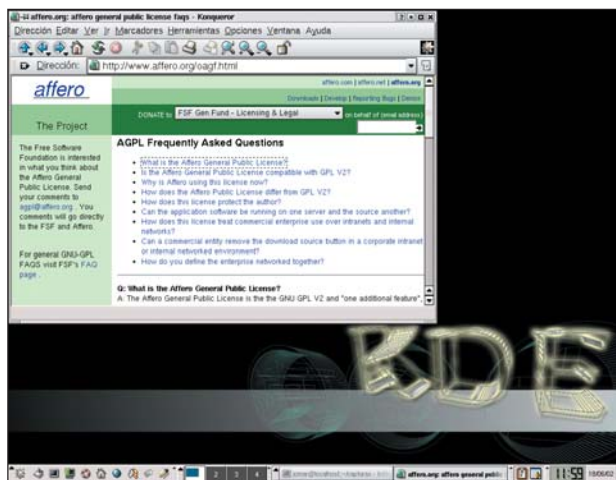 affero.org: affero general public license faqs - Konqueror
Dirección Editar Ver Ir Marcadores Herramientas Opciones Ventana Ayuda
Dirección: http://www.affero.org/oagf.html
affero
affero.com | affero.net | affero.org
Downloads | Develop | Reporting Bugs | Demos
DONATE to FSF Gen Fund - Licensing & Legal on behalf of (email address)
The Project
The Free Software
Foundation is interested
in what you think about
the Affero General
Public License. Send
your comments to
agpl@affero.org . You
comments will go directly
to the FSF and Affero.
For general GNU-GPL
FAQS visit FSF's FAQ
page .
AGPL Frequently Asked Questions
• What is the Affero General Public License?
• Is the Affero General Public License compatible with GPL V2?
• Why is Affero using this license now?
• How does the Affero Public License differ from GPL V2?
• How does this license protect the author?
• Can the application software be running on one server and the source another?
• How does this license treat commercial enterprise use over intranets and internal
networks?
• Can a commercial entity remove the download source button in a corporate intranet
or internal networked environment?
• How do you define the enterprise networked together?
Q: What is the Affero General Public License?
A: The Affero General Public License is the the GNU GPL V2 and "one additional feature",
KDE
2 3 4
affero.org: affero general public
11:59
19/06/02